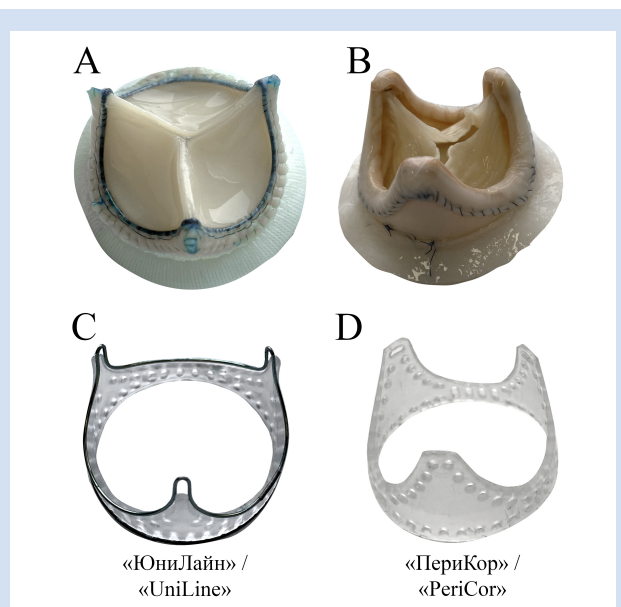 A
B
C
D
«ЮниЛайн» /
«UniLine»
«ПериКор» /
«PeriCor»